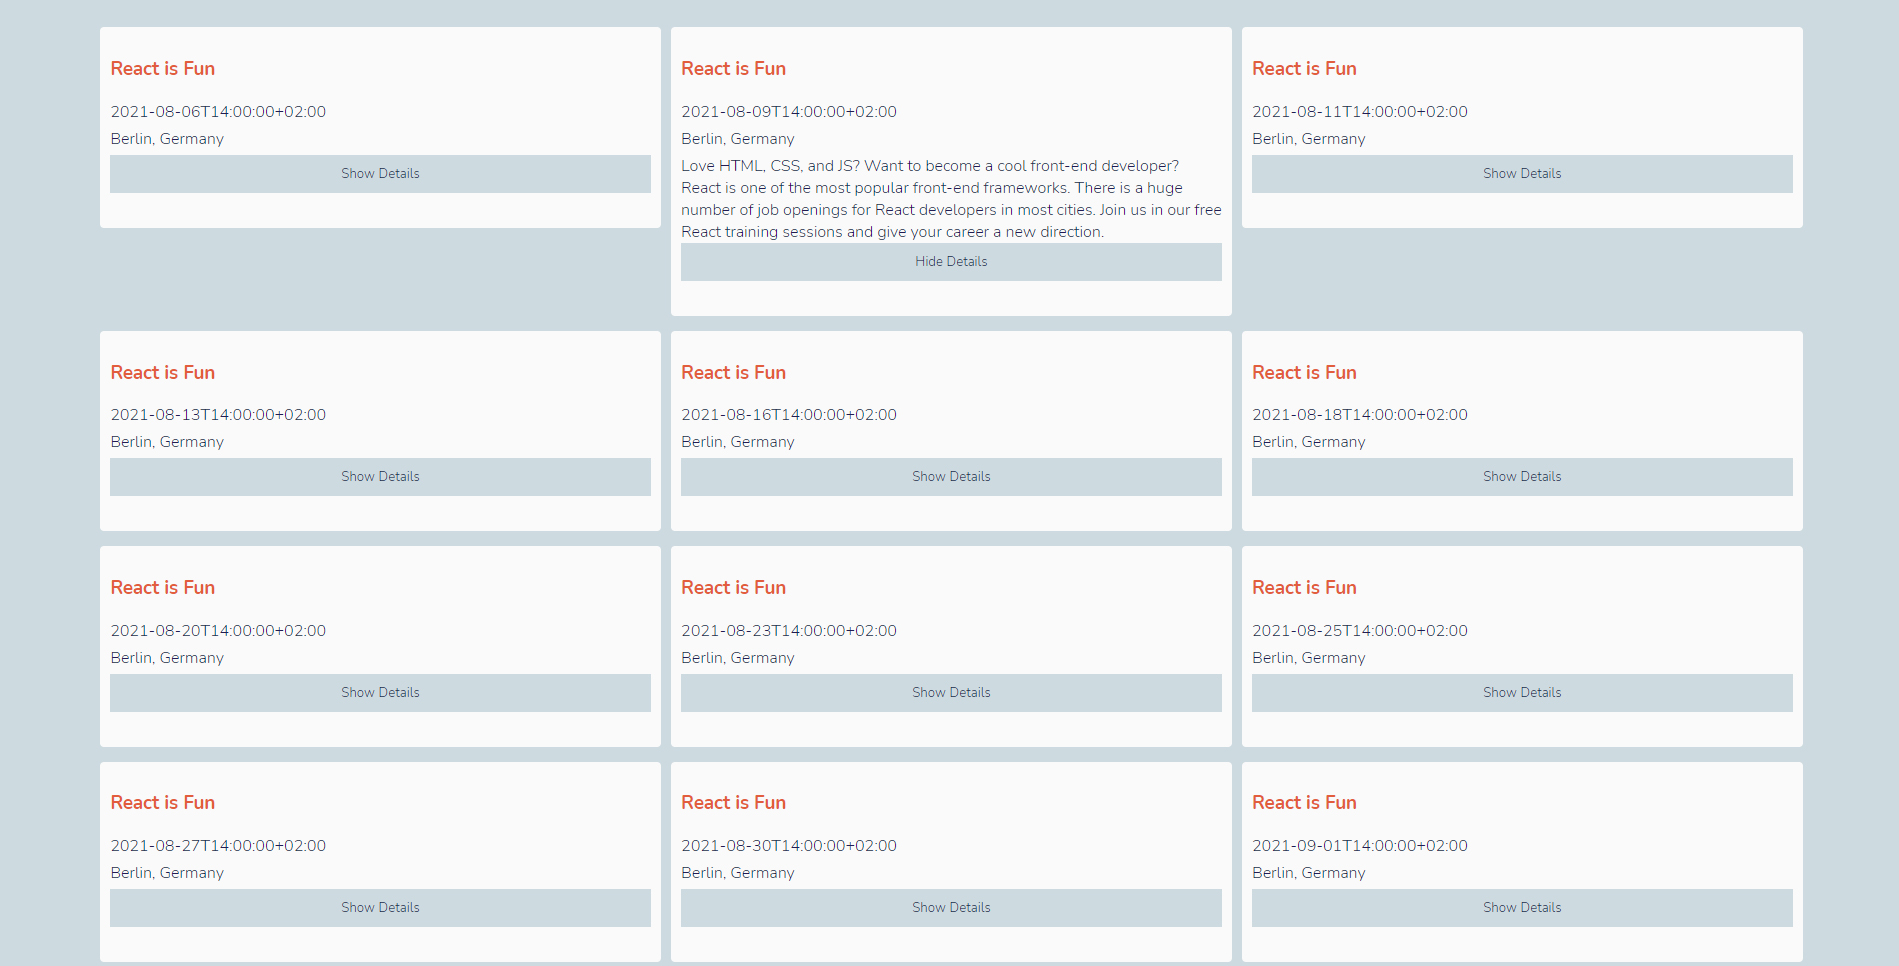 React is Fun
2021-08-06T14:00:00+02:00
Berlin, Germany
Show Details
React is Fun
2021-08-09T14:00:00+02:00
Berlin, Germany
Love HTML, CSS, and JS? Want to become a cool front-end developer?
React is one of the most popular front-end frameworks. There is a huge
number of job openings for React developers in most cities. Join us in our free
React training sessions and give your career a new direction.
Hide Details
React is Fun
2021-08-11T14:00:00+02:00
Berlin, Germany
Show Details
React is Fun
2021-08-13T14:00:00+02:00
Berlin, Germany
Show Details
React is Fun
2021-08-16T14:00:00+02:00
Berlin, Germany
Show Details
React is Fun
2021-08-18T14:00:00+02:00
Berlin, Germany
Show Details
React is Fun
2021-08-20T14:00:00+02:00
Berlin, Germany
Show Details
React is Fun
2021-08-23T14:00:00+02:00
Berlin, Germany
Show Details
React is Fun
2021-08-25T14:00:00+02:00
Berlin, Germany
Show Details
React is Fun
2021-08-27T14:00:00+02:00
Berlin, Germany
Show Details
React is Fun
2021-08-30T14:00:00+02:00
Berlin, Germany
Show Details
React is Fun
2021-09-01T14:00:00+02:00
Berlin, Germany
Show Details